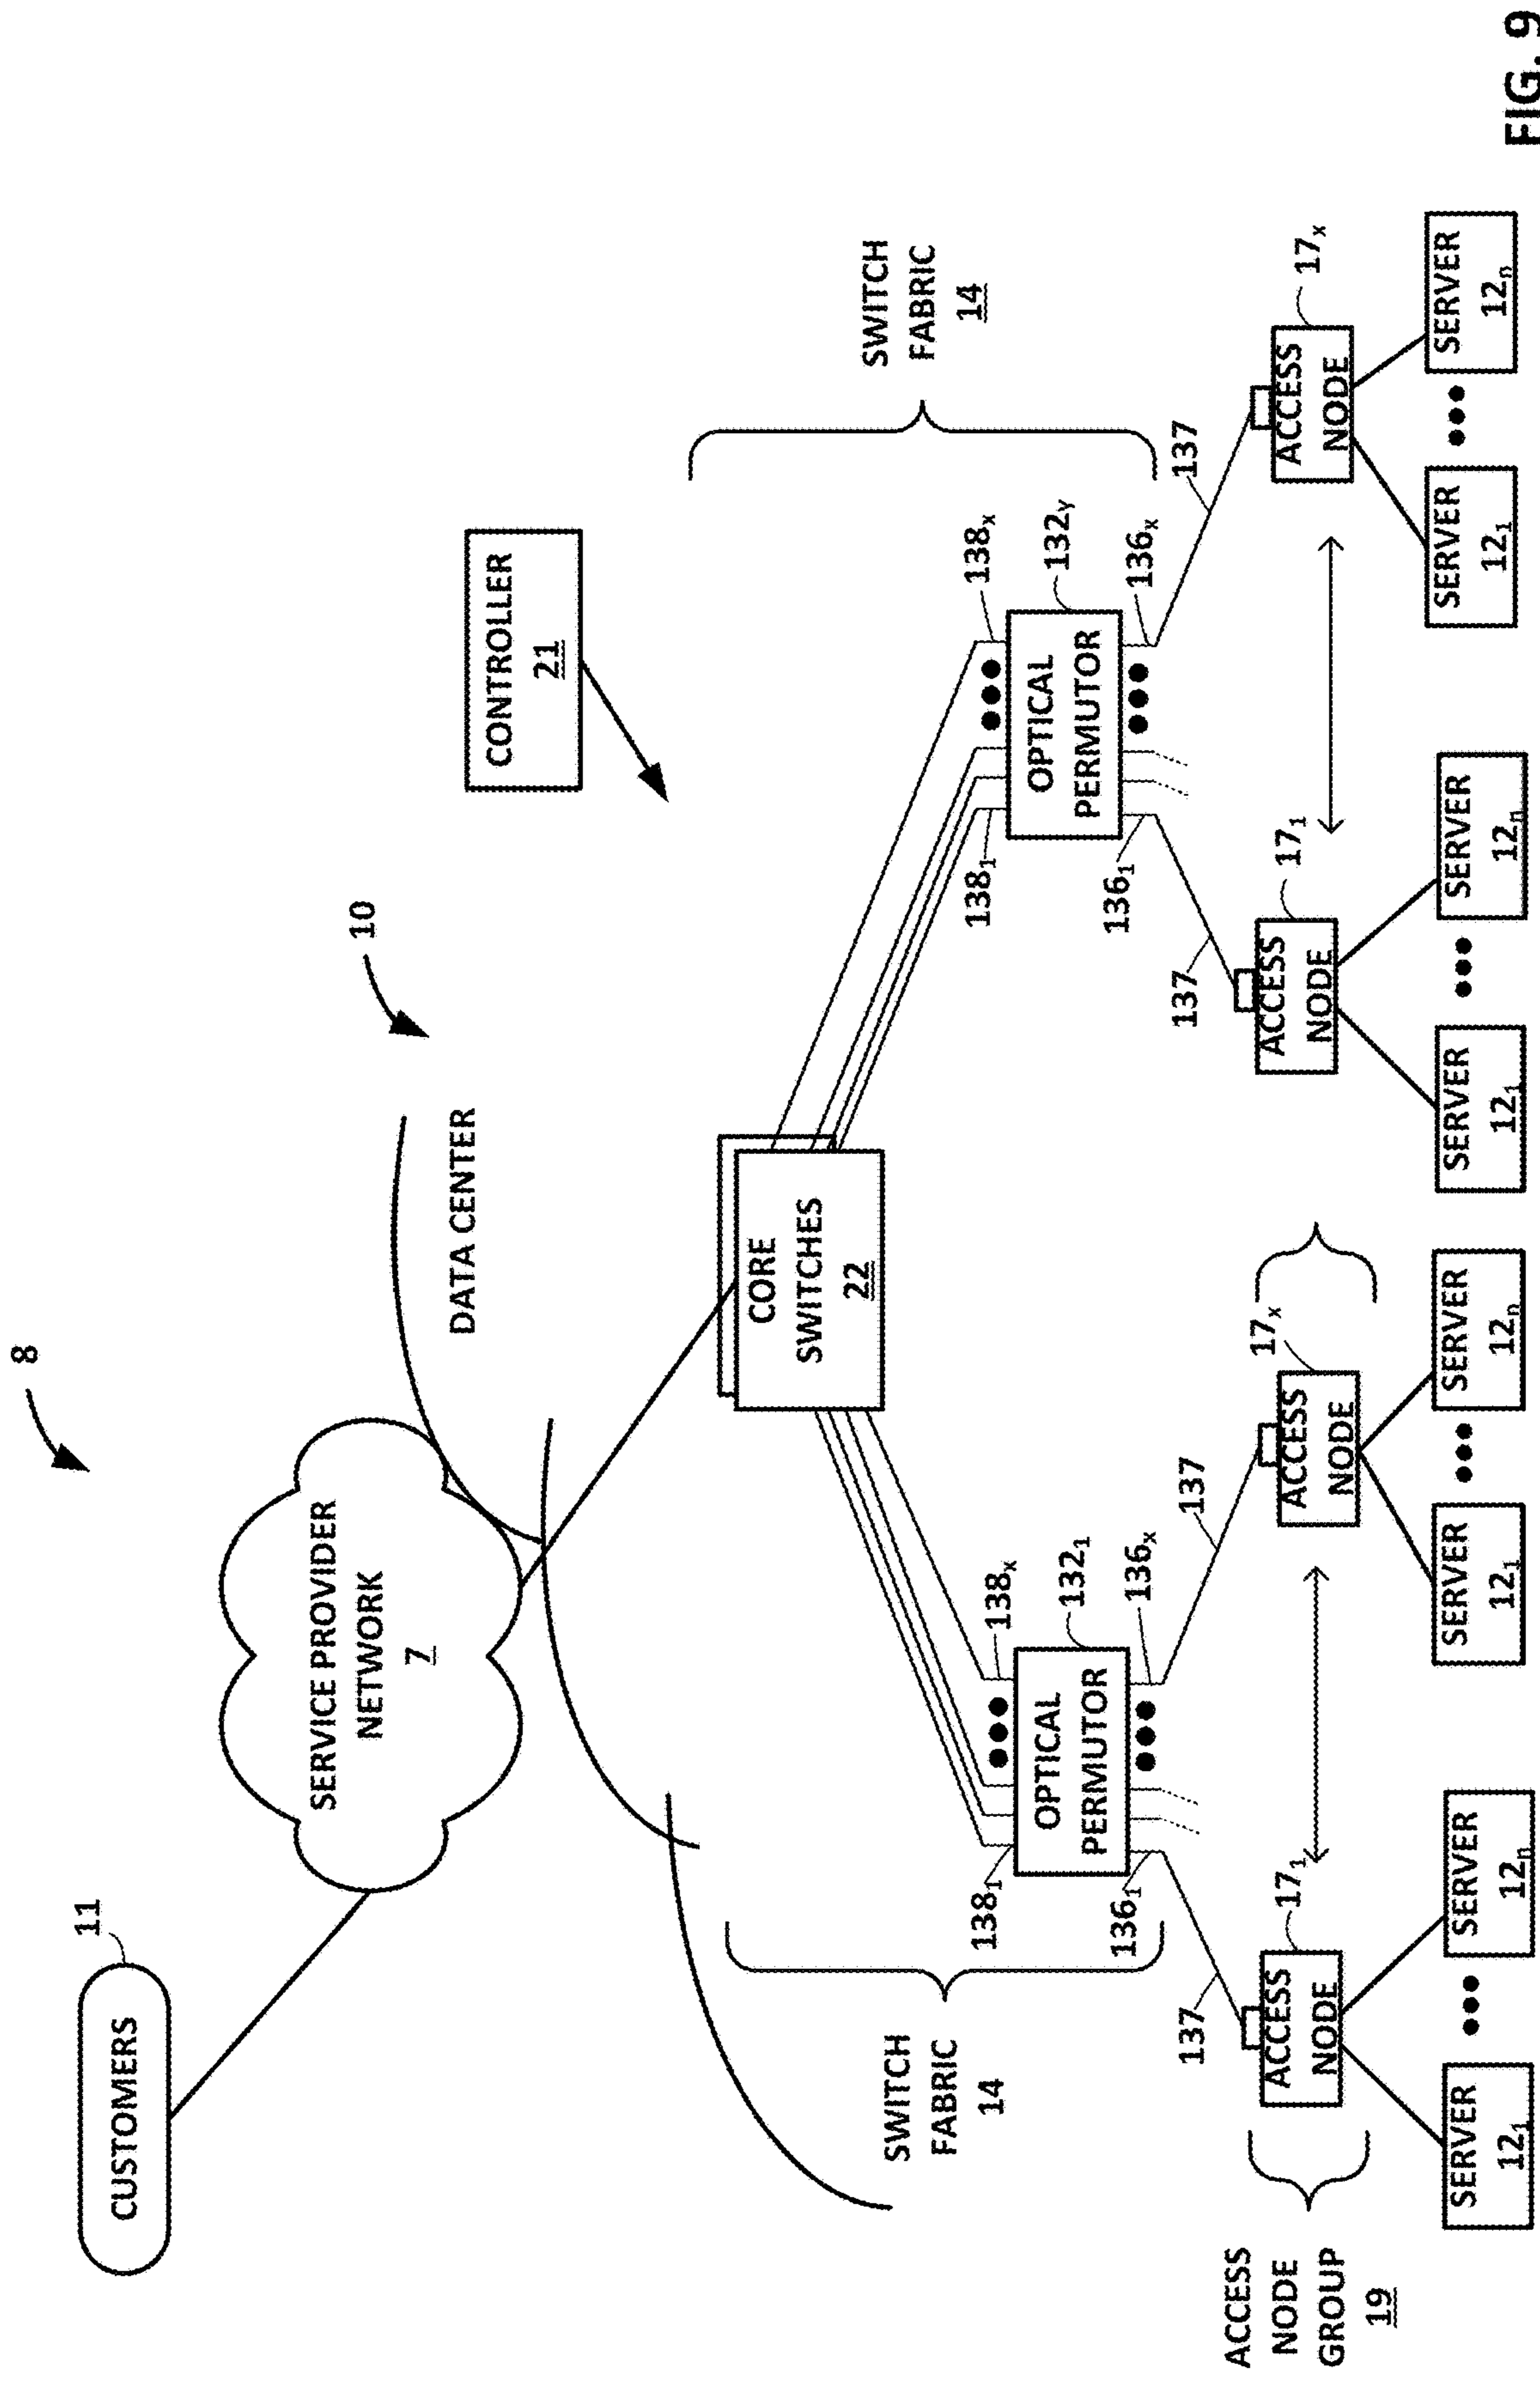 8
CUSTOMERS
11
SERVICE PROVIDER
NETWORK
7
10
DATA CENTER
CONTROLLER
21
CORE
SWITCHES
22
SWITCH
FABRIC
14
SWITCH
FABRIC
14
138₁
138ₓ
138₁
138ₓ
OPTICAL
PERMUTOR
132₁
OPTICAL
PERMUTOR
132ᵧ
136₁
136ₓ
136₁
136ₓ
137
137
137
137
ACCESS
NODE
GROUP
19
ACCESS
NODE
17₁
ACCESS
NODE
17ₓ
ACCESS
NODE
17₁
ACCESS
NODE
17ₓ
SERVER
12₁
SERVER
12ₙ
SERVER
12₁
SERVER
12ₙ
SERVER
12₁
SERVER
12ₙ
SERVER
12₁
SERVER
12ₙ
FIG. 9